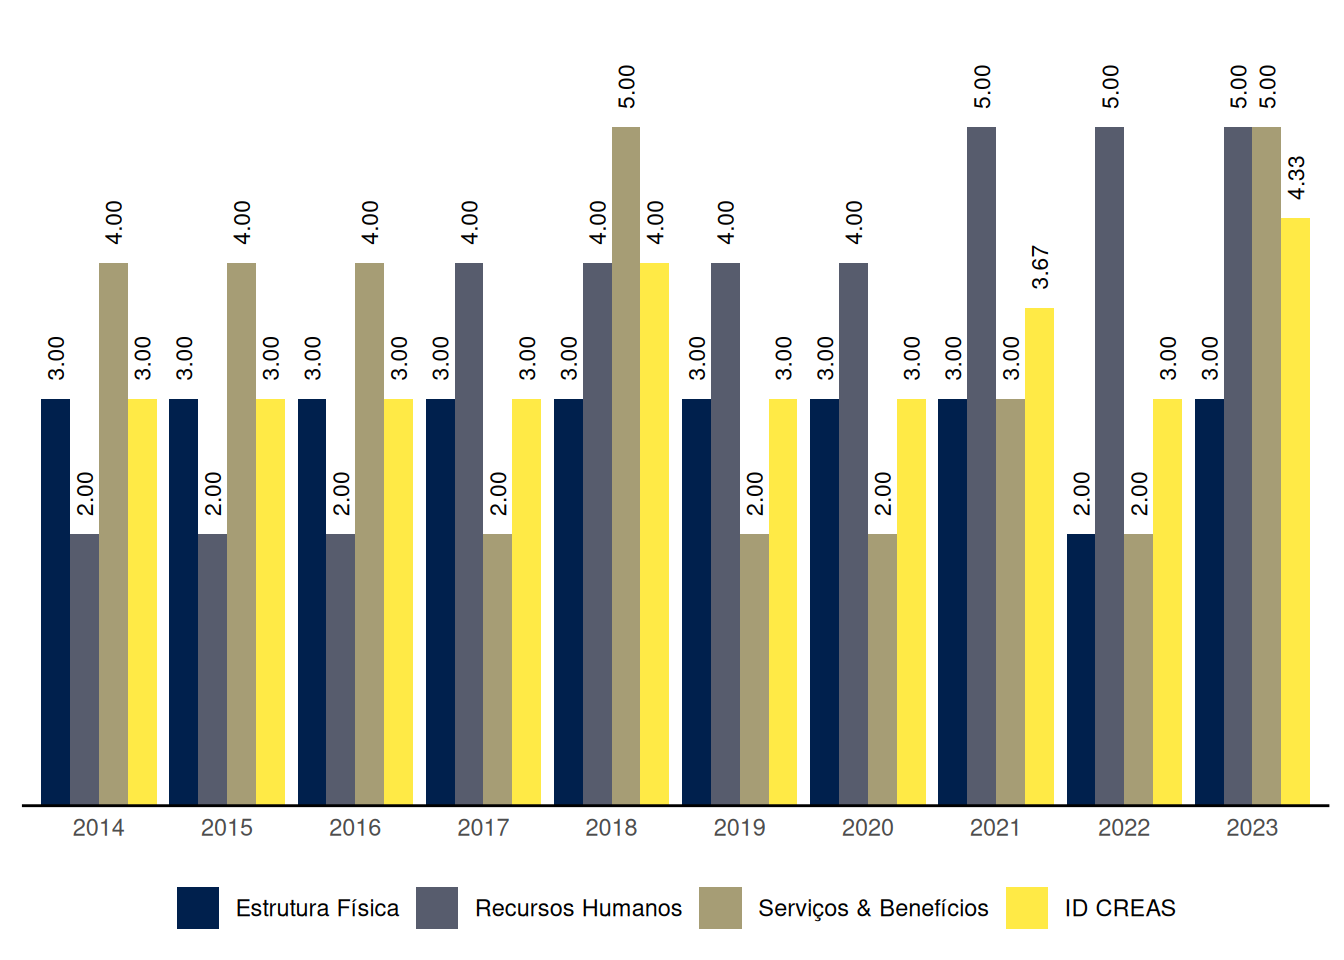 5.00 5.00 5.00 5.00 5.00
4.33
4.00 4.00 4.00 4.00 4.00 4.00 4.00 4.00
3.67
3.00 3.00 3.00 3.00 3.00 3.00 3.00 3.00 3.00 3.00 3.00 3.00 3.00 3.00 3.00 3.00 3.00
2.00 2.00 2.00 2.00 2.00 2.00 2.00 2.00
2014 2015 2016 2017 2018 2019 2020 2021 2022 2023
Estrutura Física Recursos Humanos Serviços & Benefícios ID CREAS